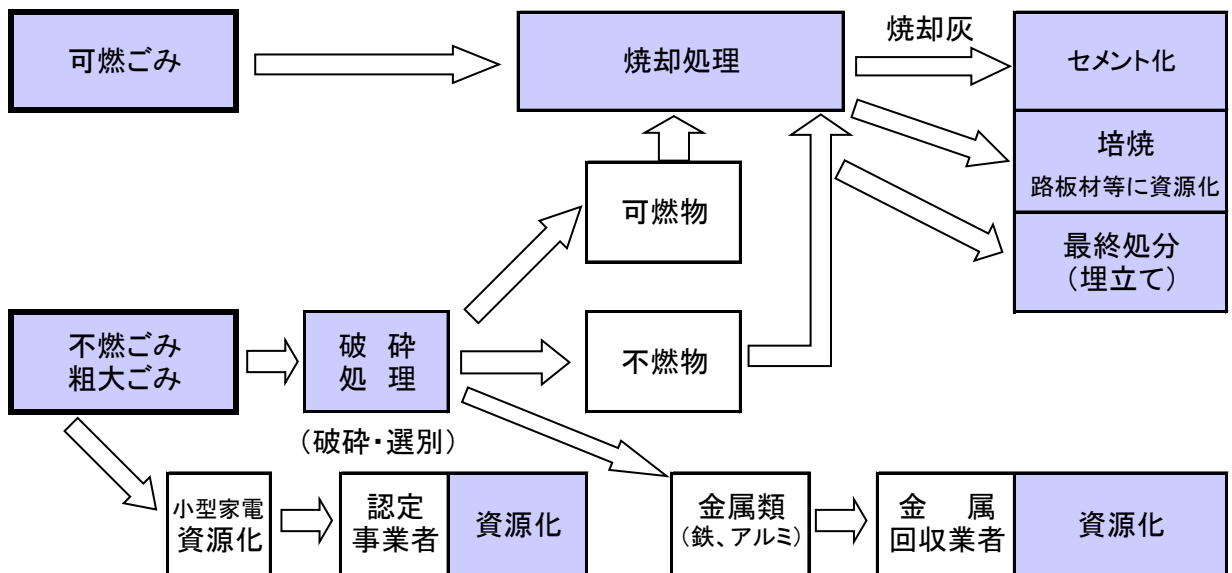 焼却灰
可燃ごみ
焼却処理
セメント化
培焼
路板材等に資源化
可燃物
最終処分
（埋立て）
不燃ごみ
粗大ごみ
破　砕
処　理
不燃物
（破砕・選別）
小型家電
資源化
認定
事業者
資源化
金属類
（鉄、アルミ）
金　属
回収業者
資源化